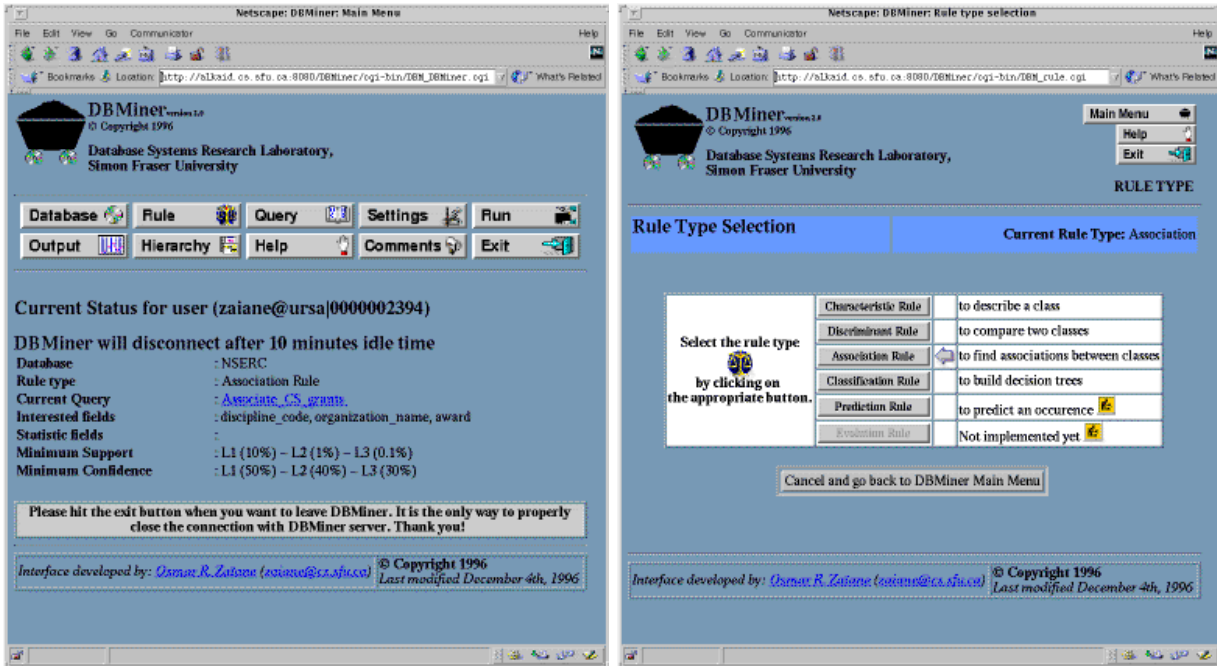 Netscape: DBMiner: Main Menu
File Edit View Go Communicator Help
Bookmarks Location: http://alkaid.cs.sfu.ca:8080/DBMiner/cgi-bin/DBM_DBMiner.cgi What's Related
DBMiner version 2.0
© Copyright 1996
Database Systems Research Laboratory,
Simon Fraser University
Database Rule Query Settings Run
Output Hierarchy Help Comments Exit
Current Status for user (zaiane@ursa|0000002394)
DBMiner will disconnect after 10 minutes idle time
Database : NSERC
Rule type : Association Rule
Current Query : Associate_CS_grants
Interested fields : discipline_code, organization_name, award
Statistic fields :
Minimum Support : L1 (10%) – L2 (1%) – L3 (0.1%)
Minimum Confidence : L1 (50%) – L2 (40%) – L3 (30%)
Please hit the exit button when you want to leave DBMiner. It is the only way to properly
close the connection with DBMiner server. Thank you!
Interface developed by: Osmar R. Zaïane (zaiane@cs.sfu.ca)
© Copyright 1996
Last modified December 4th, 1996
Netscape: DBMiner: Rule type selection
File Edit View Go Communicator Help
Bookmarks Location: http://alkaid.cs.sfu.ca:8080/DBMiner/cgi-bin/DBM_rule.cgi What's Related
DBMiner version 2.0
© Copyright 1996
Database Systems Research Laboratory,
Simon Fraser University
Main Menu
Help
Exit
RULE TYPE
Rule Type Selection
Current Rule Type: Association
Select the rule type
by clicking on
the appropriate button.
Characteristic Rule to describe a class
Discriminant Rule to compare two classes
Association Rule to find associations between classes
Classification Rule to build decision trees
Prediction Rule to predict an occurence
Evolution Rule Not implemented yet
Cancel and go back to DBMiner Main Menu
Interface developed by: Osmar R. Zaïane (zaiane@cs.sfu.ca)
© Copyright 1996
Last modified December 4th, 1996